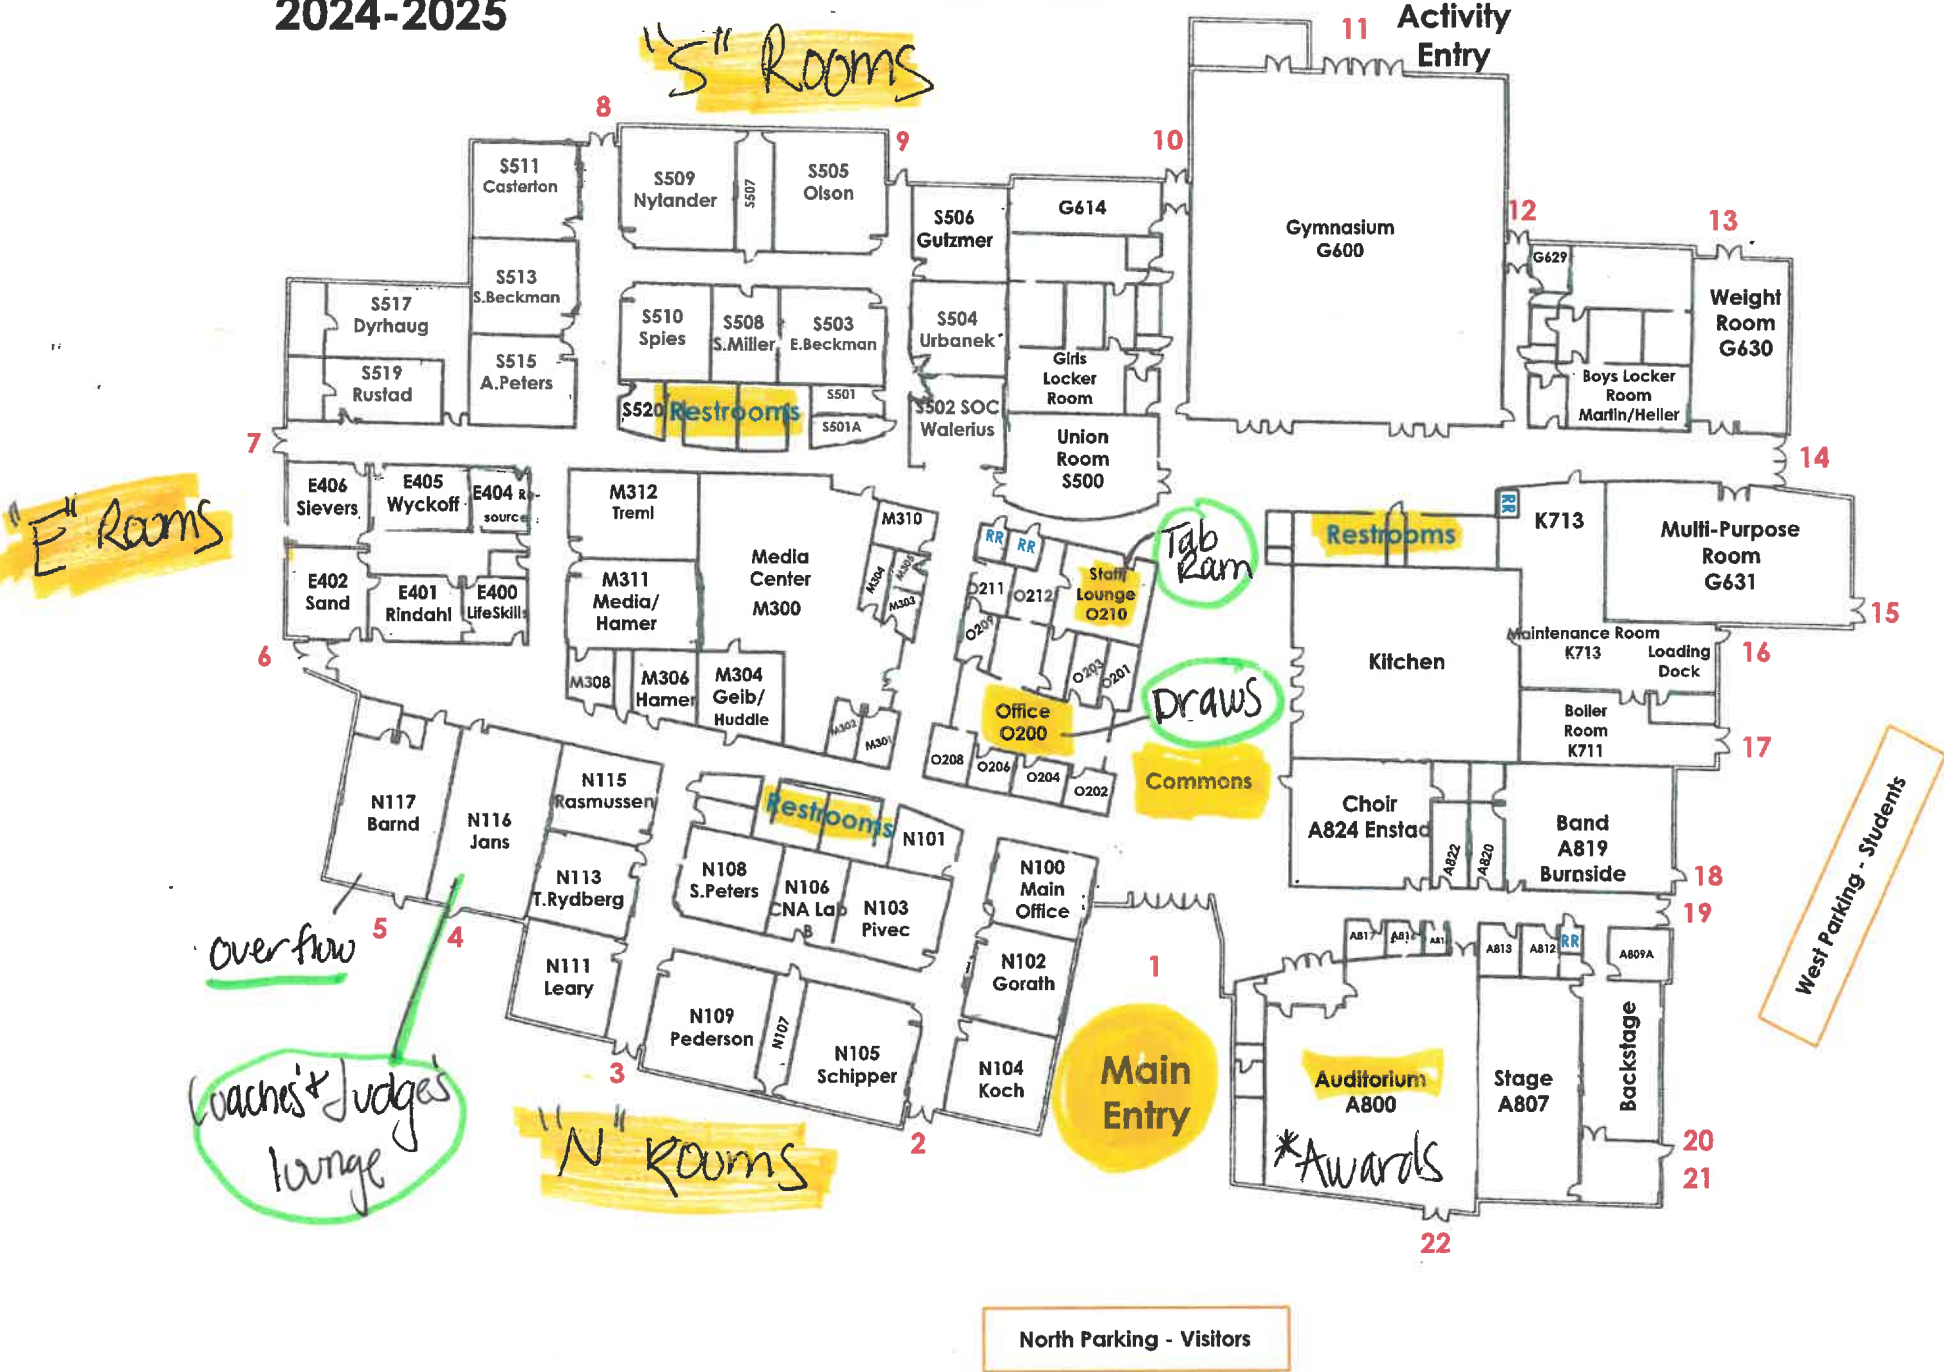 2024-2025
"S" Rooms
11
Activity
Entry
8
9
10
12
13
S511
Casterton
S509
Nylander
S507
S505
Olson
S506
Gutzmer
G614
Gymnasium
G600
G629
Weight
Room
G630
S513
S.Beckman
S517
Dyrhaug
S510
Spies
S508
S.Miller
S503
E.Beckman
S504
Urbanek
Girls
Locker
Room
Boys Locker
Room
Martin/Heller
S519
Rustad
S515
A.Peters
S520
Restrooms
S501
S501A
S502 SOC
Walerius
Union
Room
S500
7
14
"E" Rooms
E406
Sievers
E405
Wyckoff
E404 Re-
source
M312
Treml
M310
RR
RR
Tab
Room
Restrooms
RR
K713
Multi-Purpose
Room
G631
E402
Sand
E401
Rindahl
E400
LifeSkills
M311
Media/
Hamer
Media
Center
M300
M304
M305
M303
O211
O212
Staff
Lounge
O210
O209
O203
O201
15
6
Kitchen
Maintenance Room
K713
Loading
Dock
16
M308
M306
Hamer
M304
Geib/
Huddle
M302
M301
Office
O200
Draws
Boiler
Room
K711
17
O208
O206
O204
O202
Commons
N117
Barnd
N116
Jans
N115
Rasmussen
Restrooms
N101
Choir
A824 Enstad
A822
A820
Band
A819
Burnside
18
19
N113
T.Rydberg
N108
S.Peters
N106
CNA Lab
B
N103
Pivec
N100
Main
Office
West Parking - Students
overflow
5
4
N111
Leary
N109
Pederson
N107
N105
Schipper
N102
Gorath
N104
Koch
1
Main
Entry
A817
A816
A813
A812
RR
A809A
Coaches' & Judge's
lounge
3
"N" Rooms
2
Auditorium
A800
*Awards
Stage
A807
Backstage
20
21
22
North Parking - Visitors